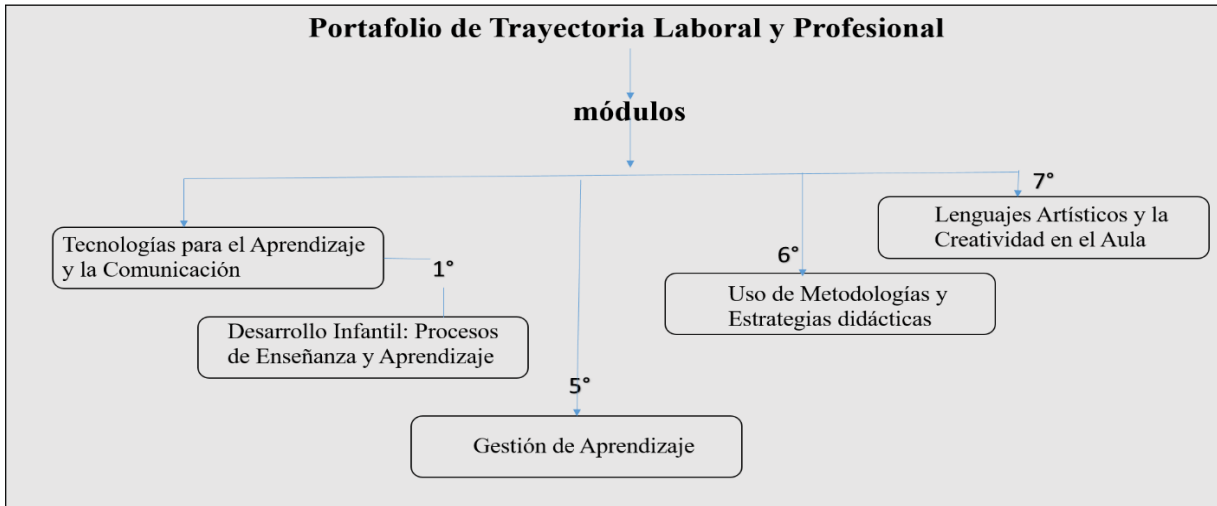 Portafolio de Trayectoria Laboral y Profesional
módulos
Tecnologías para el Aprendizaje
y la Comunicación
1°
Desarrollo Infantil: Procesos
de Enseñanza y Aprendizaje
5°
Gestión de Aprendizaje
6°
Uso de Metodologías y
Estrategias didácticas
7°
Lenguajes Artísticos y la
Creatividad en el Aula